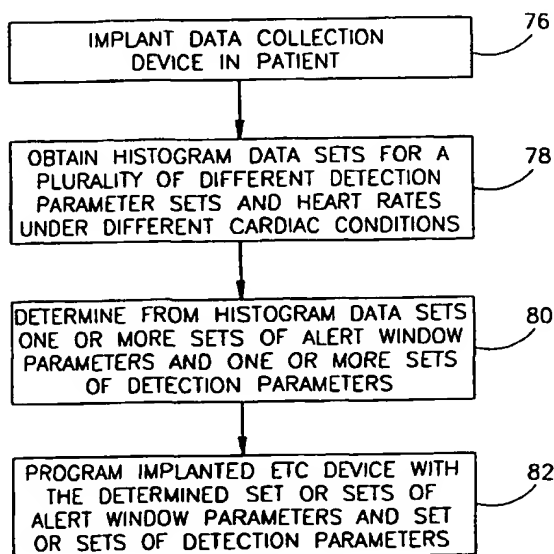 IMPLANT DATA COLLECTION
DEVICE IN PATIENT
76
OBTAIN HISTOGRAM DATA SETS FOR A
PLURALITY OF DIFFERENT DETECTION
PARAMETER SETS AND HEART RATES
UNDER DIFFERENT CARDIAC CONDITIONS
78
DETERMINE FROM HISTOGRAM DATA SETS
ONE OR MORE SETS OF ALERT WINDOW
PARAMETERS AND ONE OR MORE SETS
OF DETECTION PARAMETERS
80
PROGRAM IMPLANTED ETC DEVICE WITH
THE DETERMINED SET OR SETS OF
ALERT WINDOW PARAMETERS AND SET
OR SETS OF DETECTION PARAMETERS
82